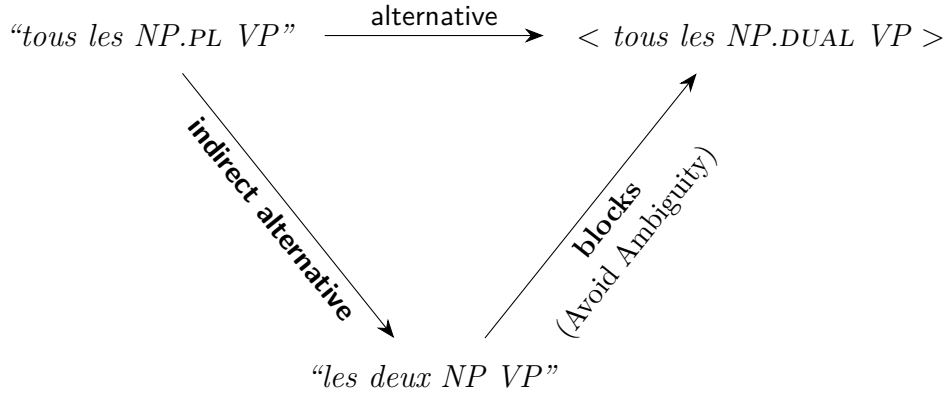 alternative
“tous les NP.PL VP”
< tous les NP.DUAL VP >
indirect alternative
blocks
(Avoid Ambiguity)
“les deux NP VP”